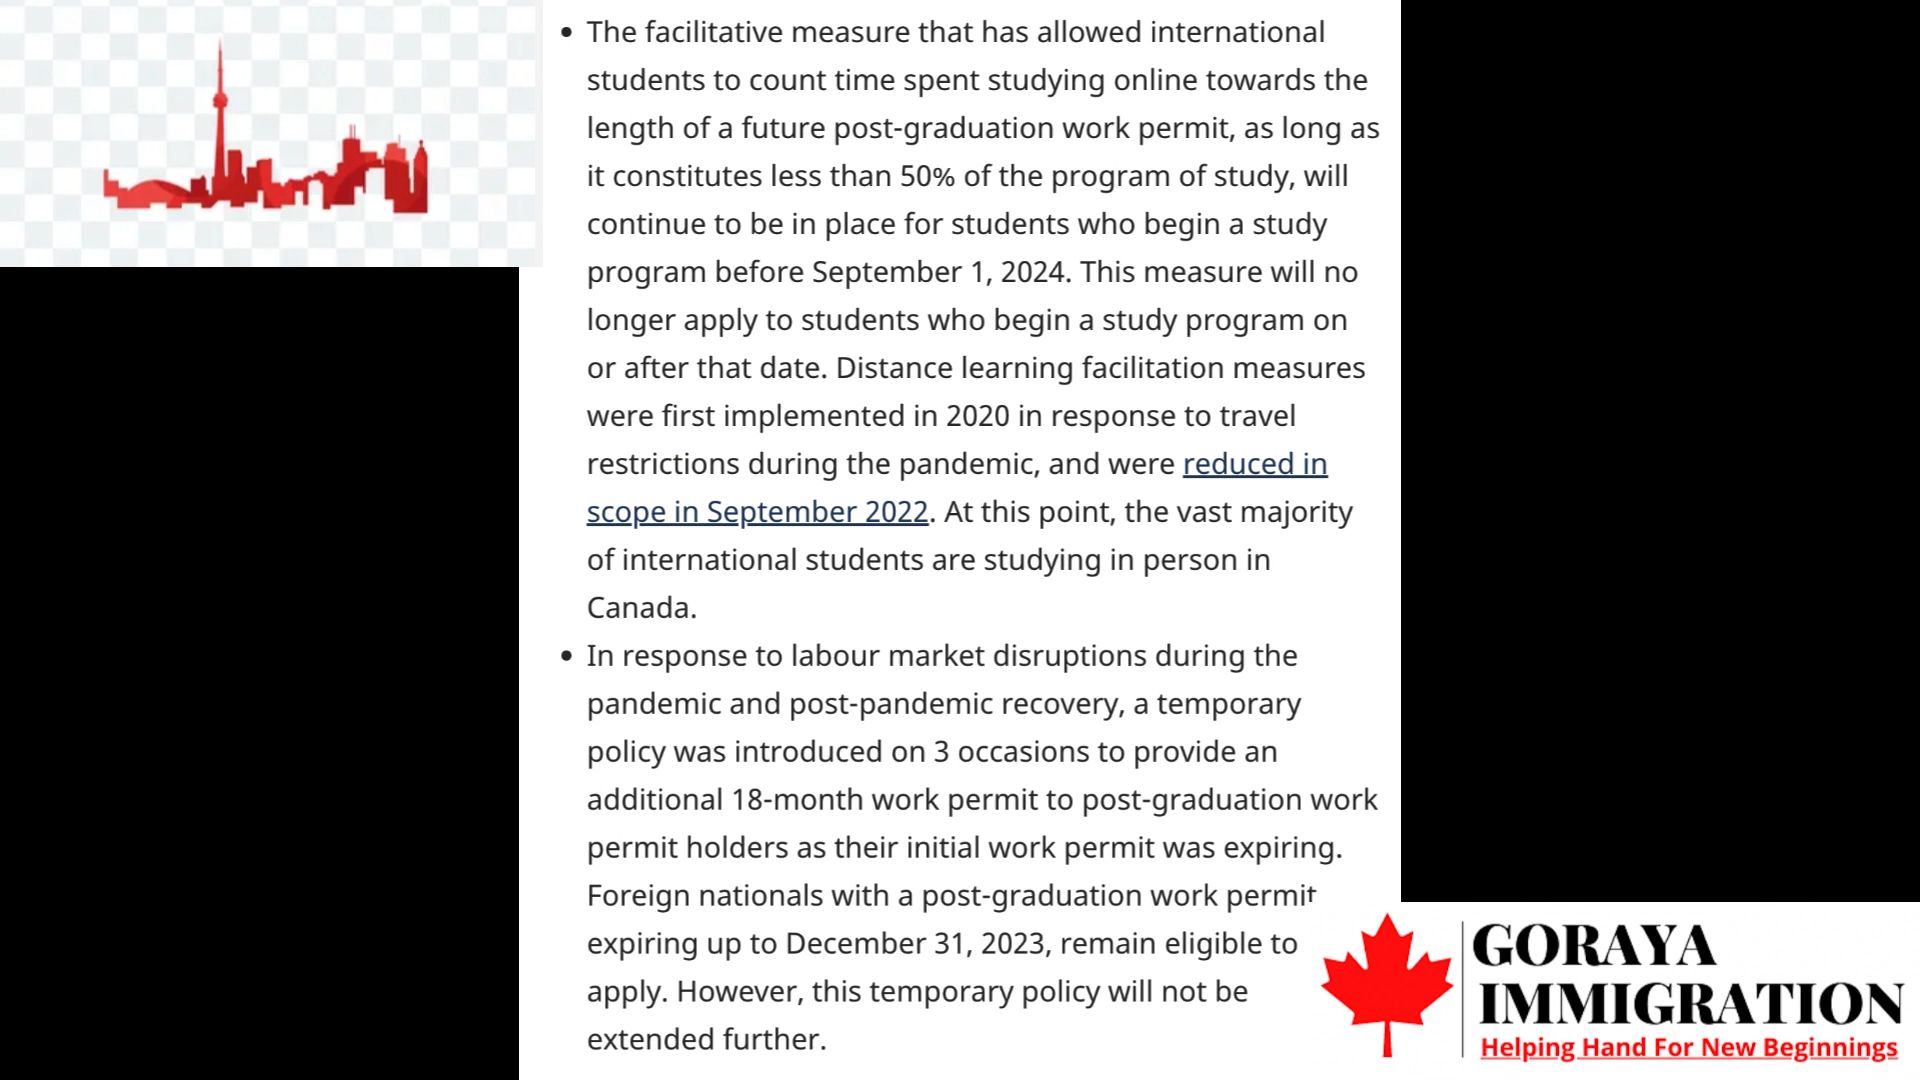 • The facilitative measure that has allowed international
students to count time spent studying online towards the
length of a future post-graduation work permit, as long as
it constitutes less than 50% of the program of study, will
continue to be in place for students who begin a study
program before September 1, 2024. This measure will no
longer apply to students who begin a study program on
or after that date. Distance learning facilitation measures
were first implemented in 2020 in response to travel
restrictions during the pandemic, and were reduced in
scope in September 2022. At this point, the vast majority
of international students are studying in person in
Canada.
• In response to labour market disruptions during the
pandemic and post-pandemic recovery, a temporary
policy was introduced on 3 occasions to provide an
additional 18-month work permit to post-graduation work
permit holders as their initial work permit was expiring.
Foreign nationals with a post-graduation work permit
expiring up to December 31, 2023, remain eligible to
apply. However, this temporary policy will not be
extended further.
GORAYA
IMMIGRATION
Helping Hand For New Beginnings